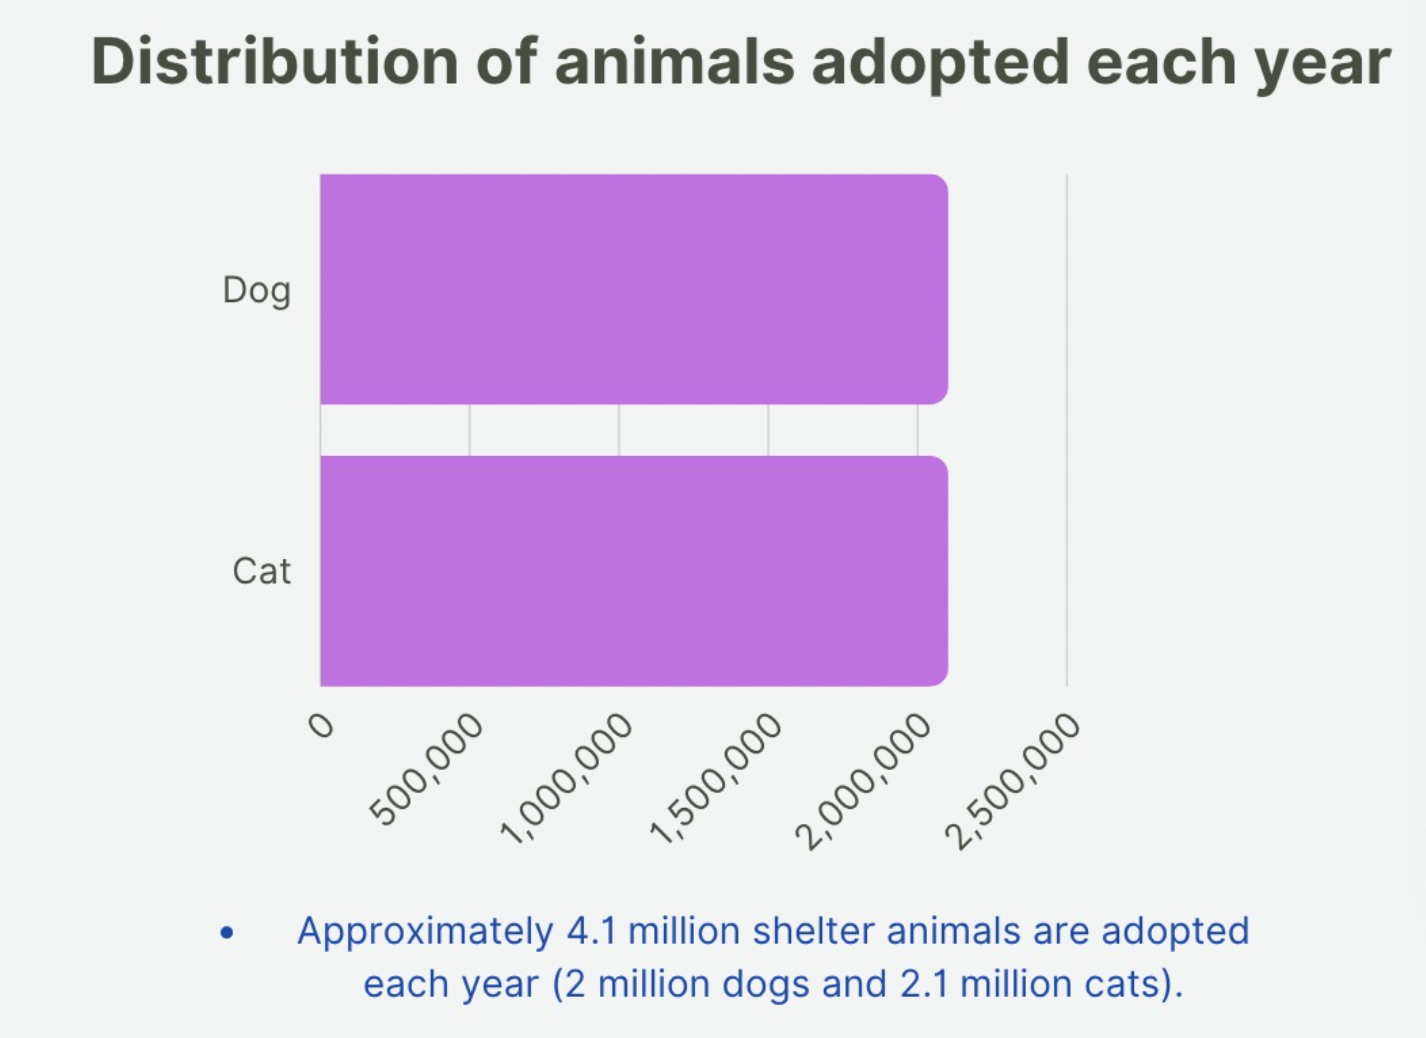 Distribution of animals adopted each year
Dog
Cat
0
500,000
1,000,000
1,500,000
2,000,000
2,500,000
• Approximately 4.1 million shelter animals are adopted
each year (2 million dogs and 2.1 million cats).